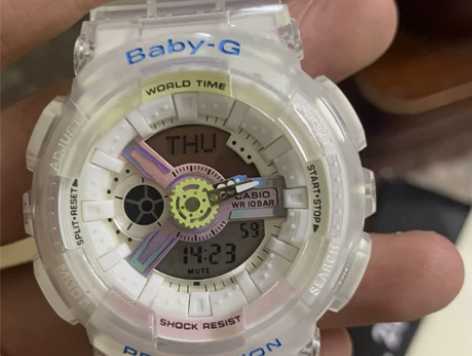 Baby-G
WORLD TIME
ADJUST
THU
SPLIT·RESET
START·STOP
CASIO
WR 10BAR
59
14:23
MUTE
MODE
SEARCH
SHOCK RESIST